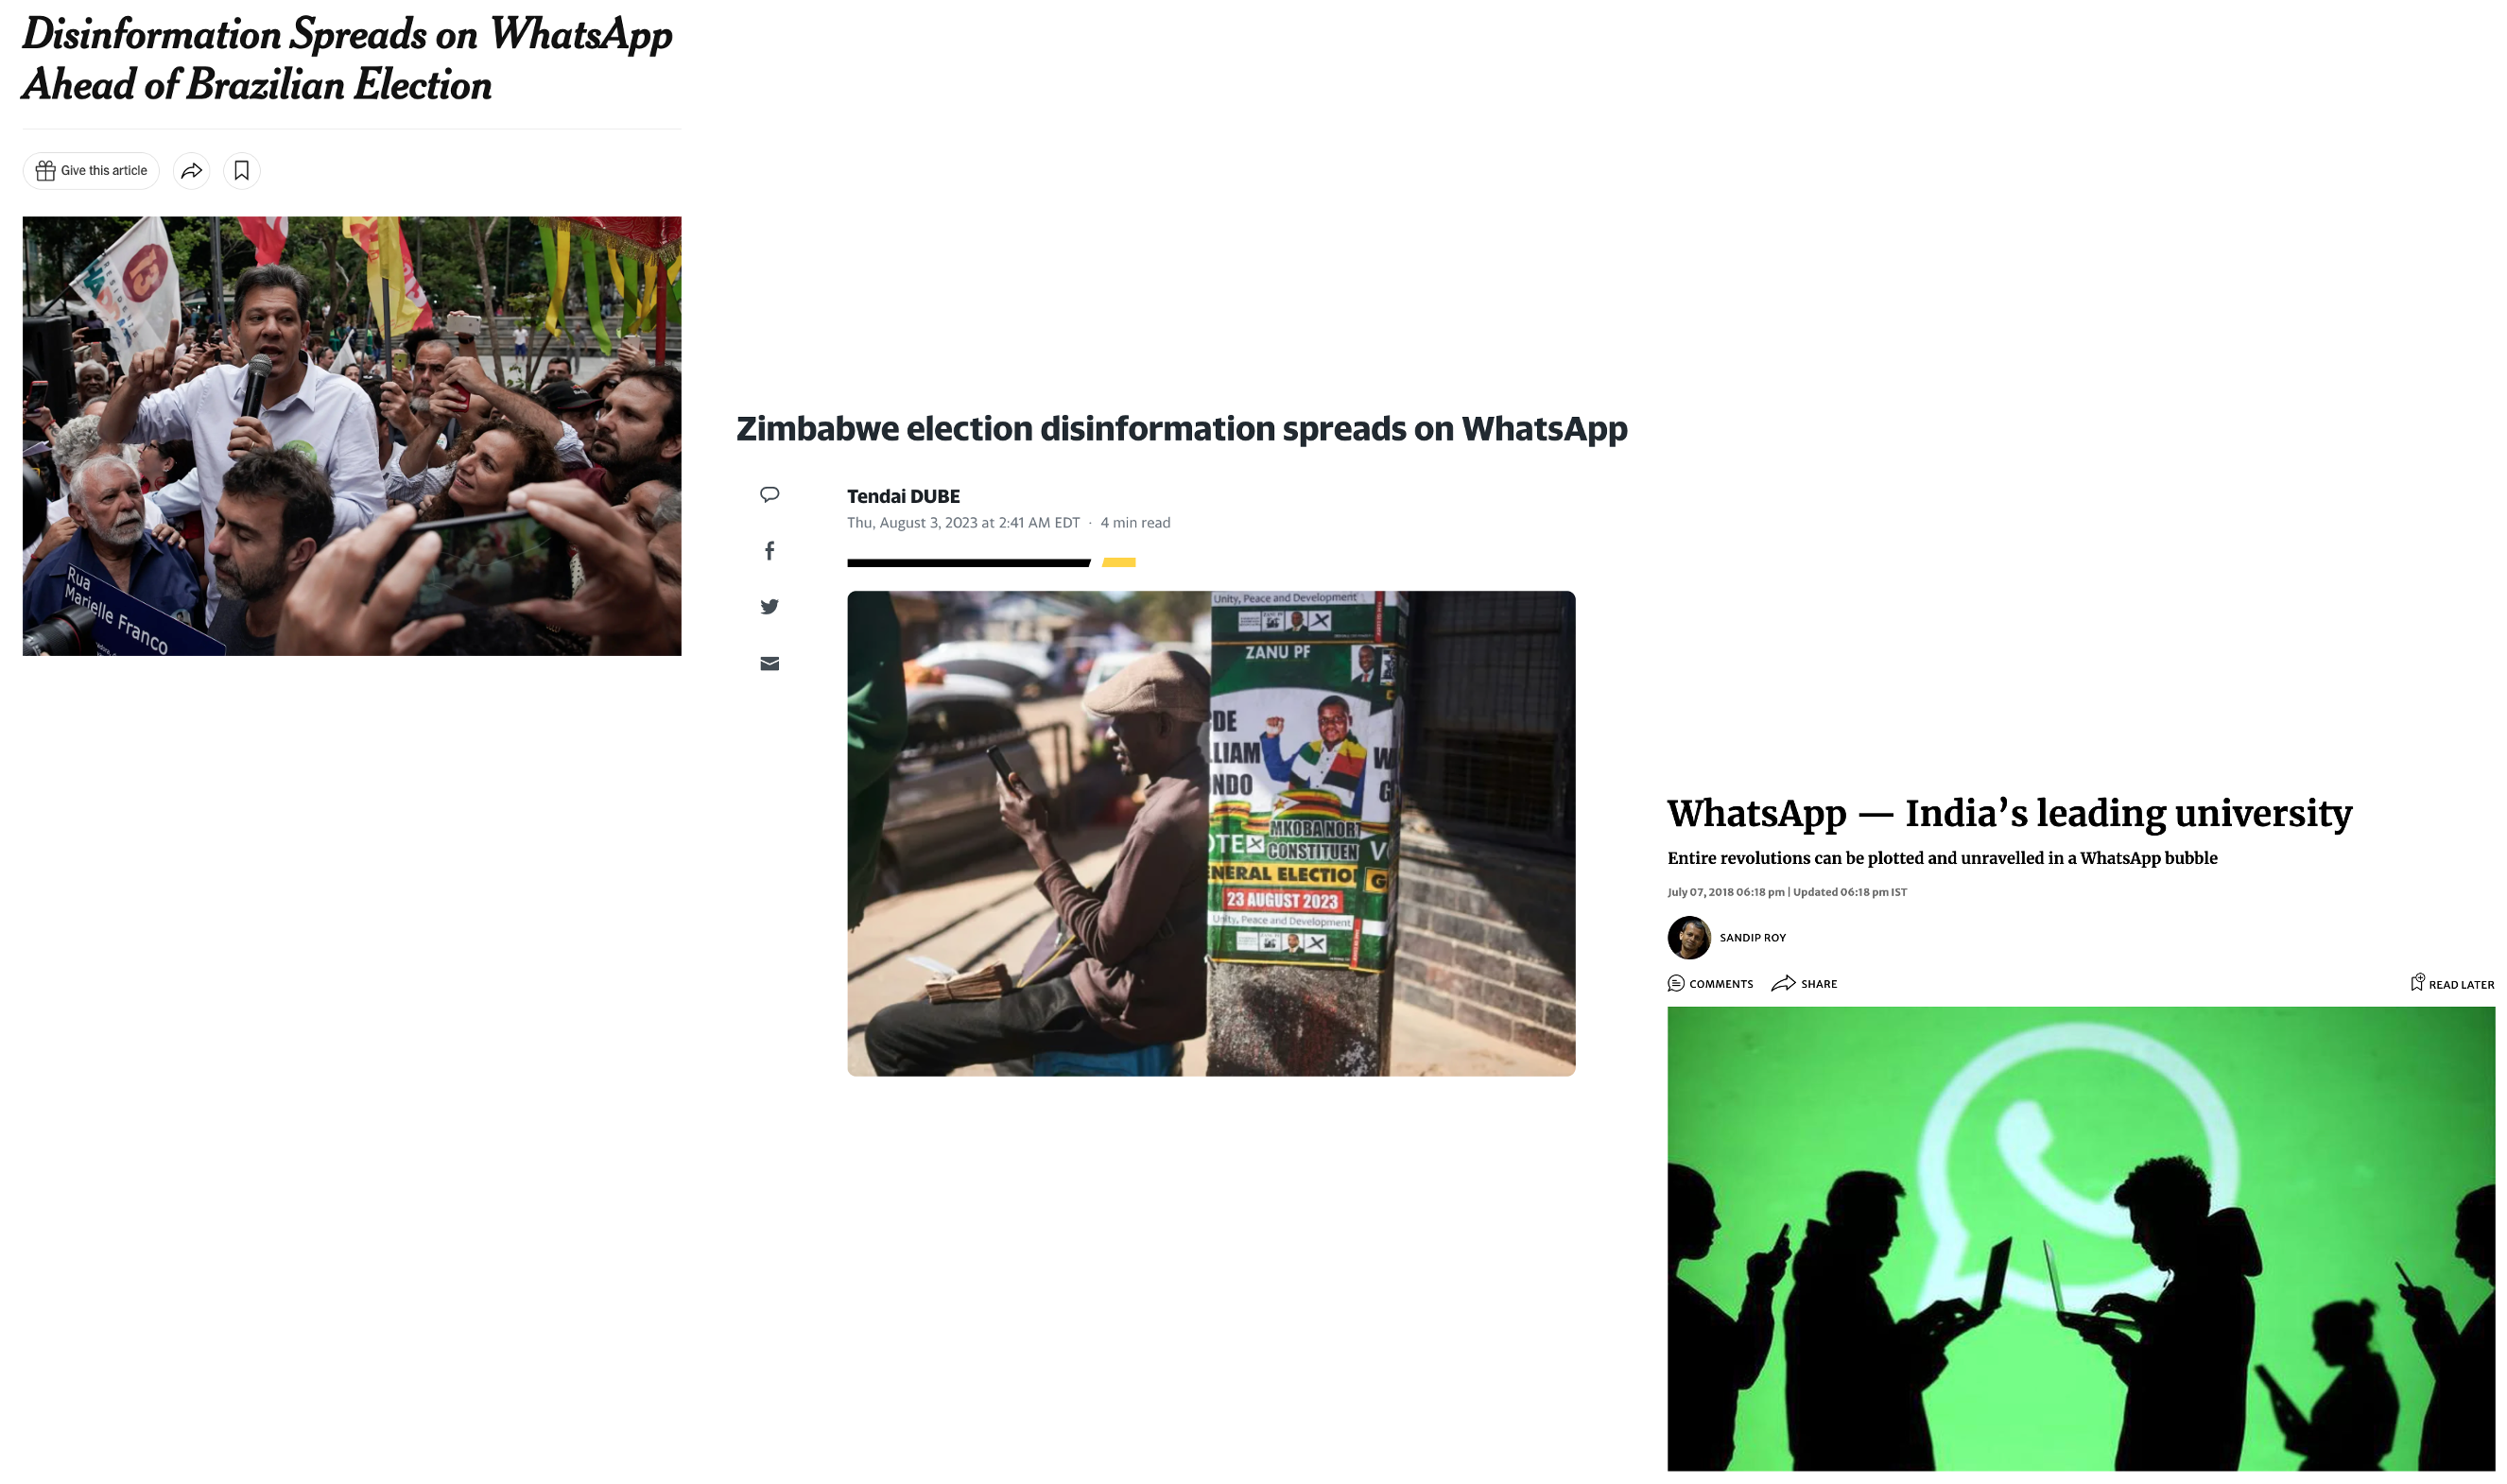 Disinformation Spreads on WhatsApp
Ahead of Brazilian Election
Give this article
13
Rua
Marielle Franco
Zimbabwe election disinformation spreads on WhatsApp
Tendai DUBE
Thu, August 3, 2023 at 2:41 AM EDT · 4 min read
Unity, Peace and Development
ZANU PF
DE
LLIAM
NDO
W
G
MKOBA NORT
OTE X CONSTITUEN V
ENERAL ELECTIO G
23 AUGUST 2023
Unity, Peace and Development
WhatsApp — India’s leading university
Entire revolutions can be plotted and unravelled in a WhatsApp bubble
July 07, 2018 06:18 pm | Updated 06:18 pm IST
SANDIP ROY
COMMENTS SHARE
READ LATER